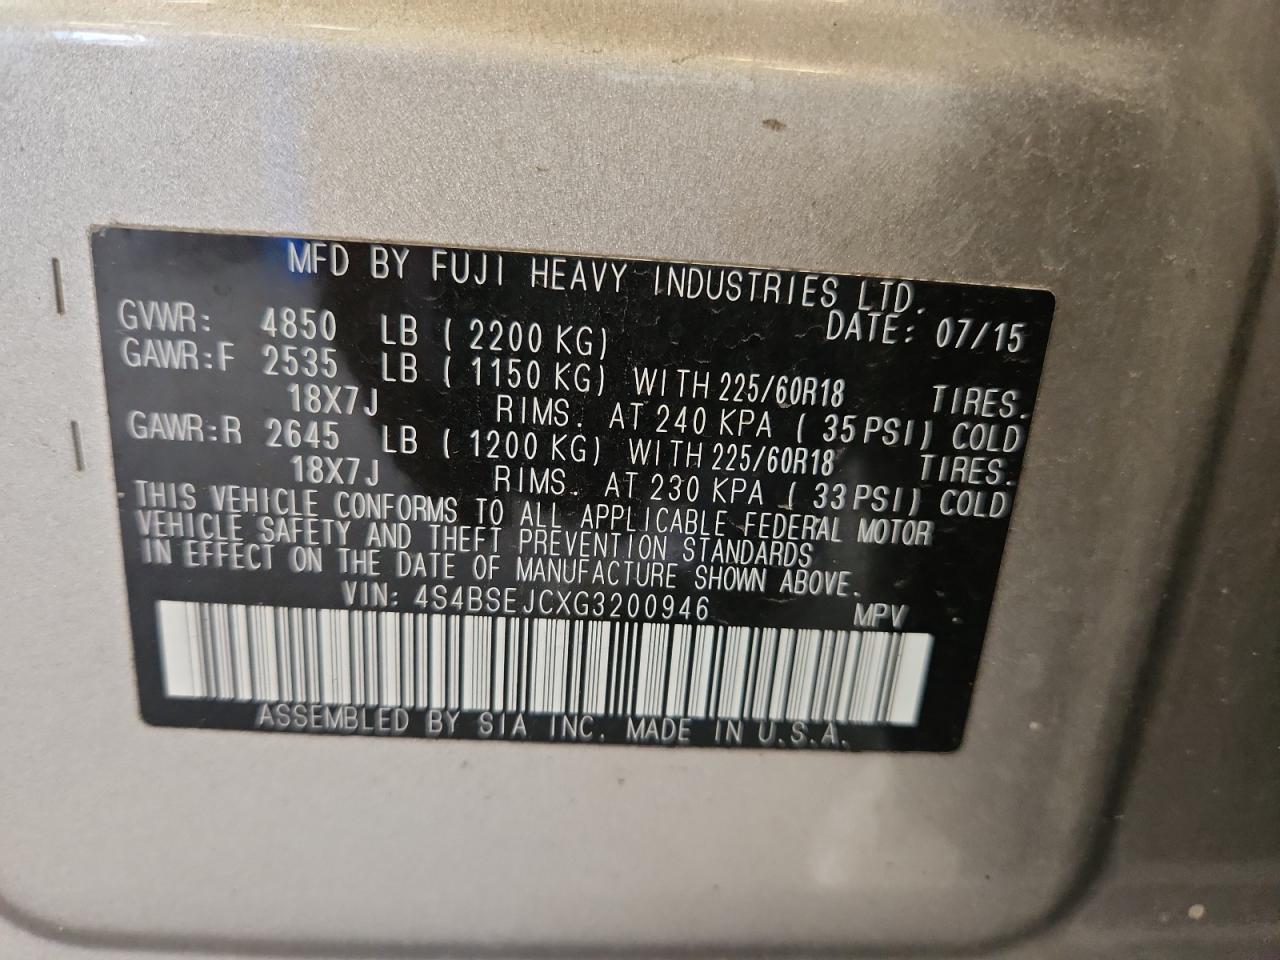 MFD BY FUJI HEAVY INDUSTRIES LTD.
DATE: 07/15
GVWR: 4850 LB ( 2200 KG)
GAWR:F 2535 LB ( 1150 KG) WITH 225/60R18 TIRES.
18X7J RIMS. AT 240 KPA ( 35 PSI) COLD
GAWR:R 2645 LB ( 1200 KG) WITH 225/60R18 TIRES.
18X7J RIMS. AT 230 KPA ( 33 PSI) COLD
THIS VEHICLE CONFORMS TO ALL APPLICABLE FEDERAL MOTOR
VEHICLE SAFETY AND THEFT PREVENTION STANDARDS
IN EFFECT ON THE DATE OF MANUFACTURE SHOWN ABOVE.
VIN: 4S4BSEJCXG3200946 MPV
ASSEMBLED BY SIA INC. MADE IN U.S.A.